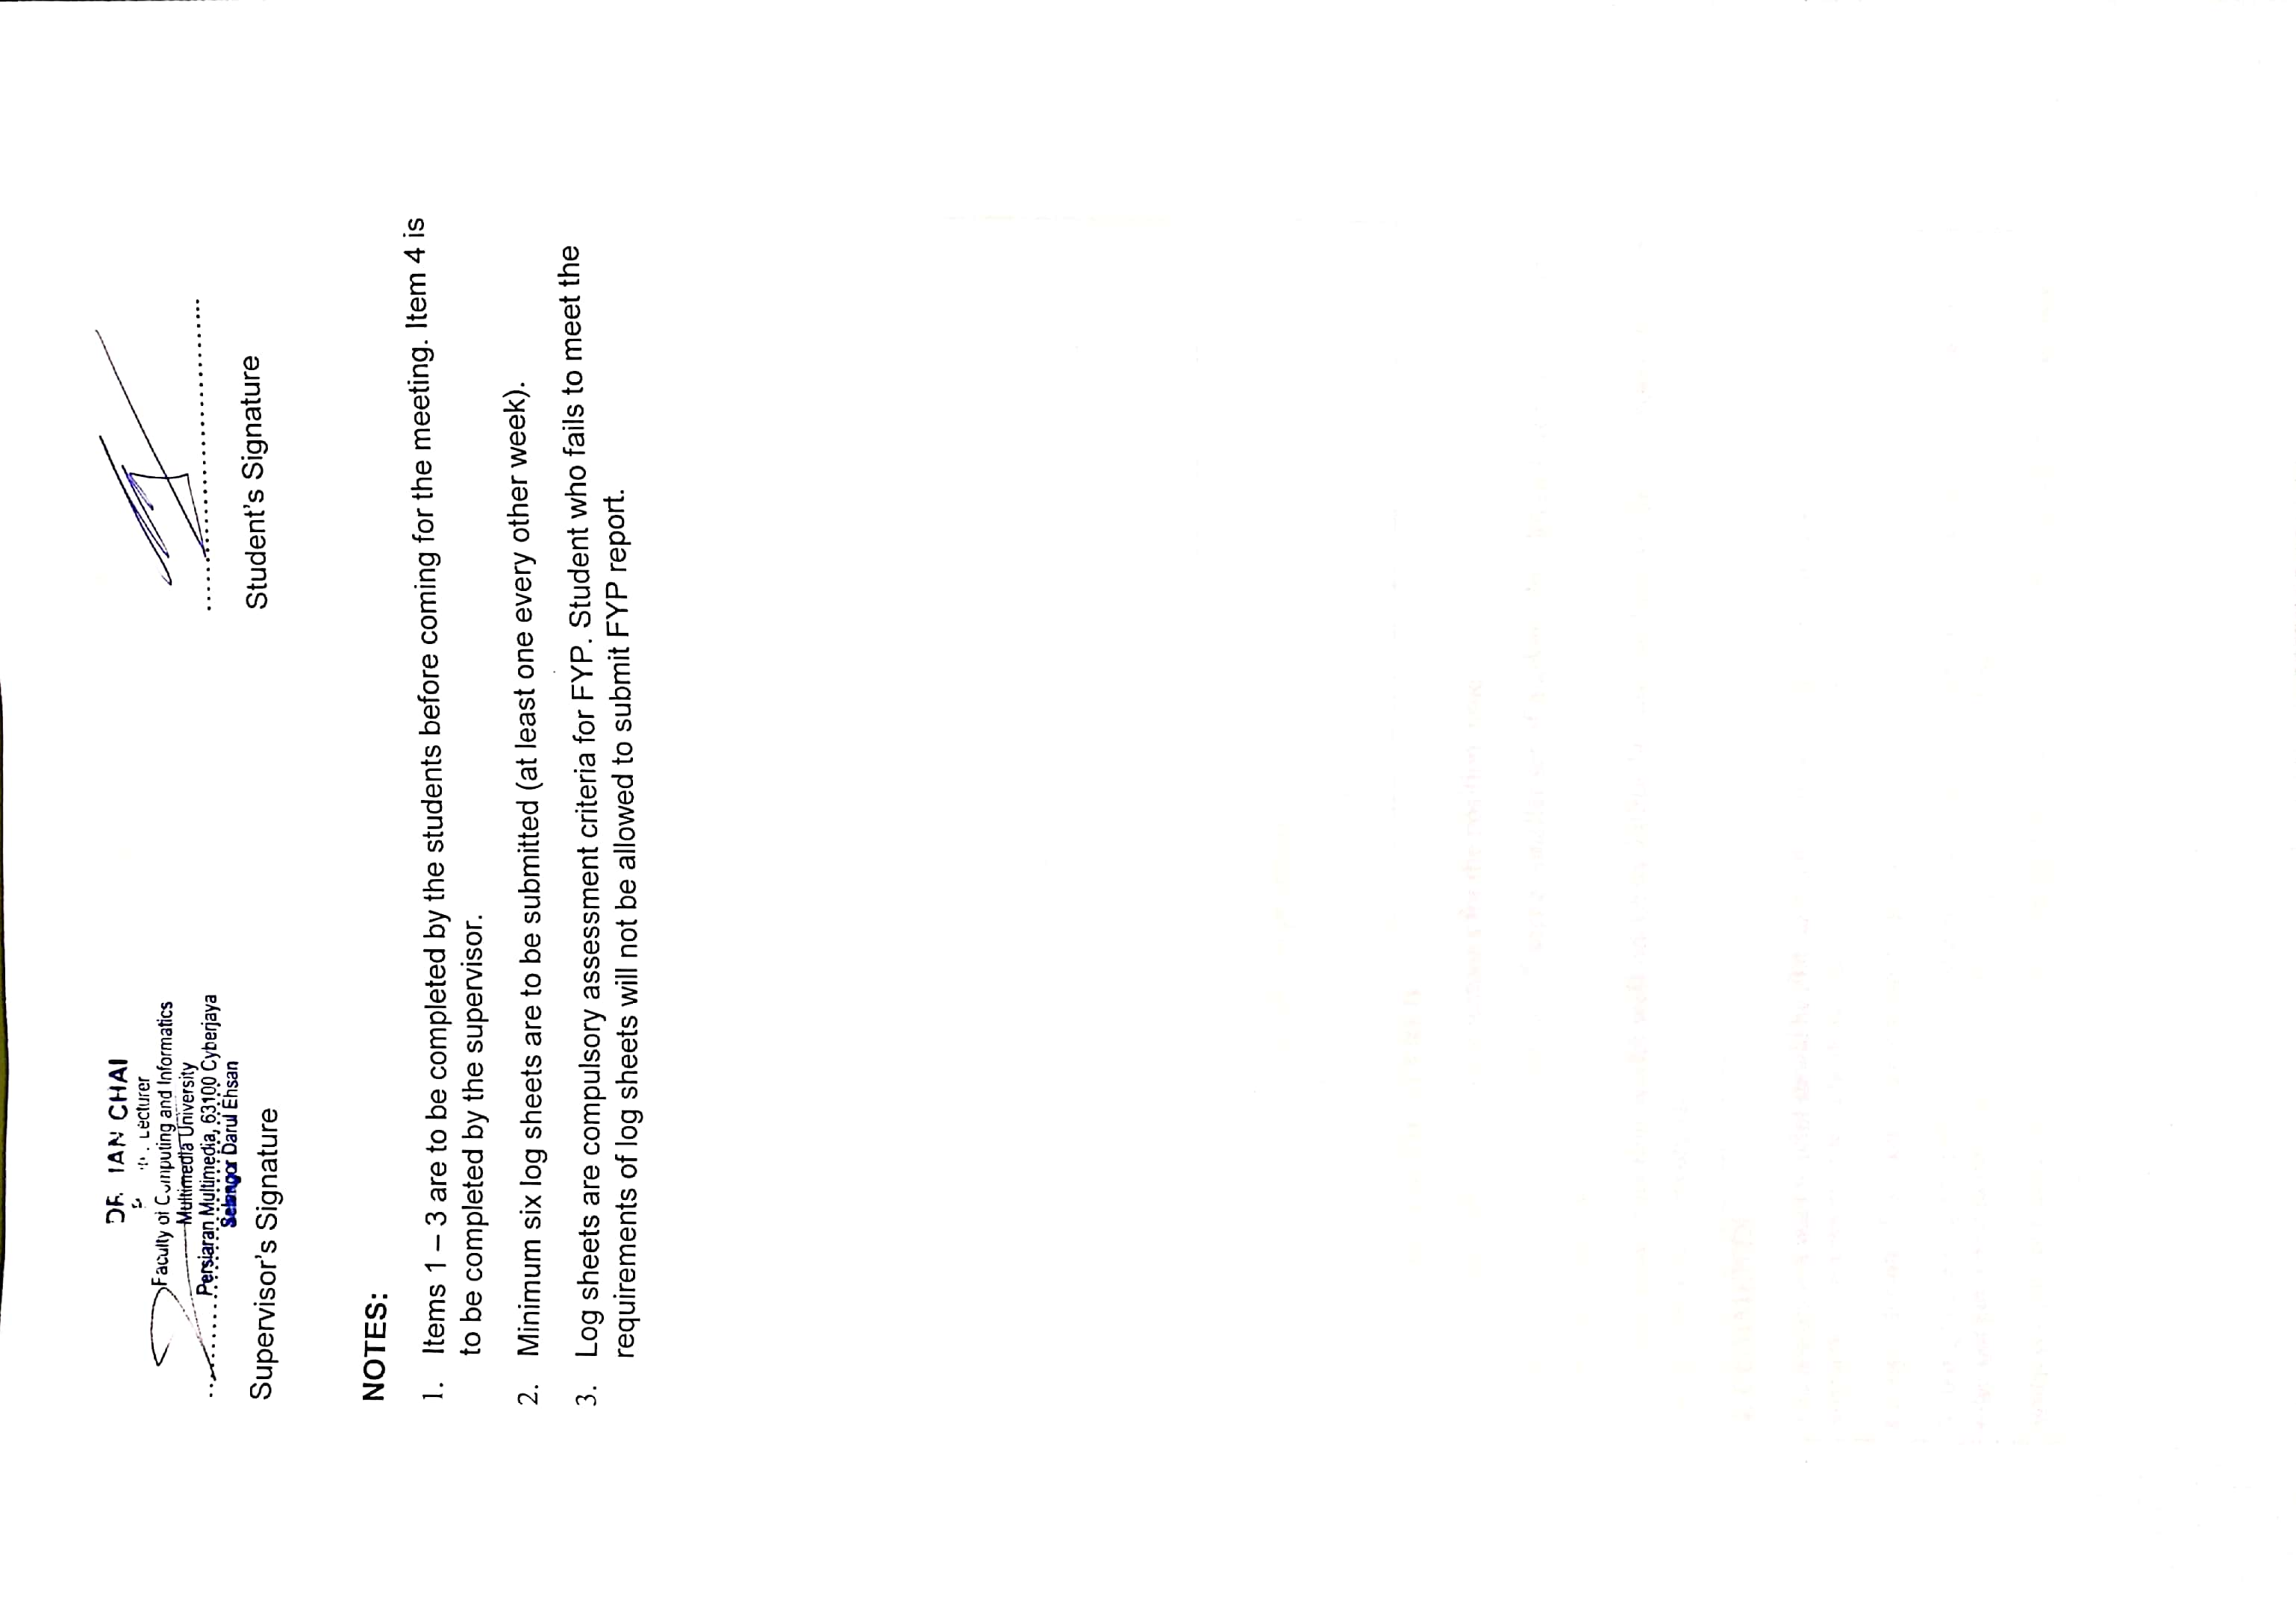 DR. IAN CHAI
Lecturer
Faculty of Computing and Informatics
Multimedia University
Persiaran Multimedia, 63100 Cyberjaya
Selangor Darul Ehsan
Supervisor's Signature
Student's Signature
NOTES:
1. Items 1 – 3 are to be completed by the students before coming for the meeting. Item 4 is
to be completed by the supervisor.
2. Minimum six log sheets are to be submitted (at least one every other week).
3. Log sheets are compulsory assessment criteria for FYP. Student who fails to meet the
requirements of log sheets will not be allowed to submit FYP report.